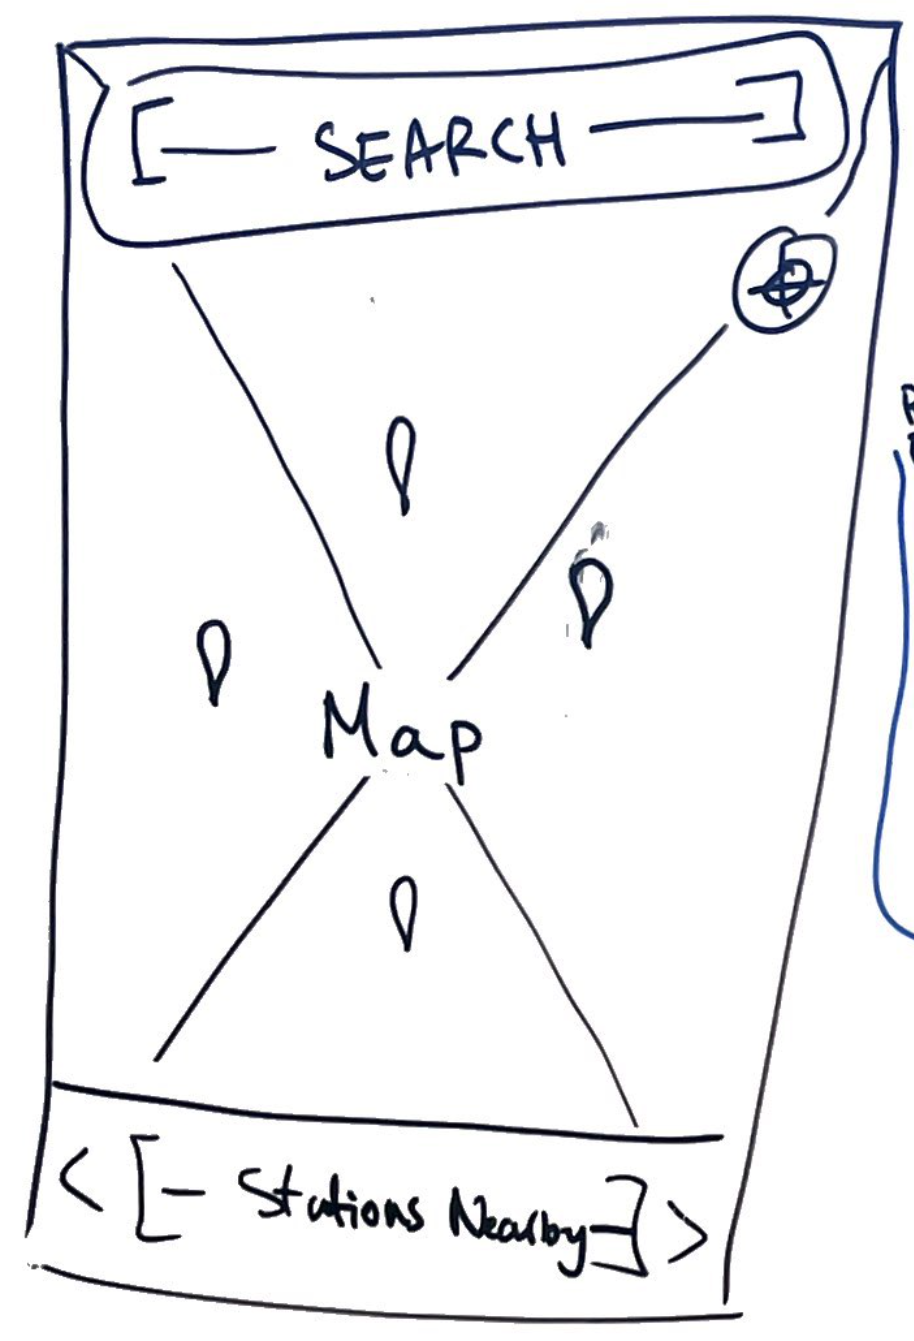 [— SEARCH —]
Map
< [- Stations Nearby-] >